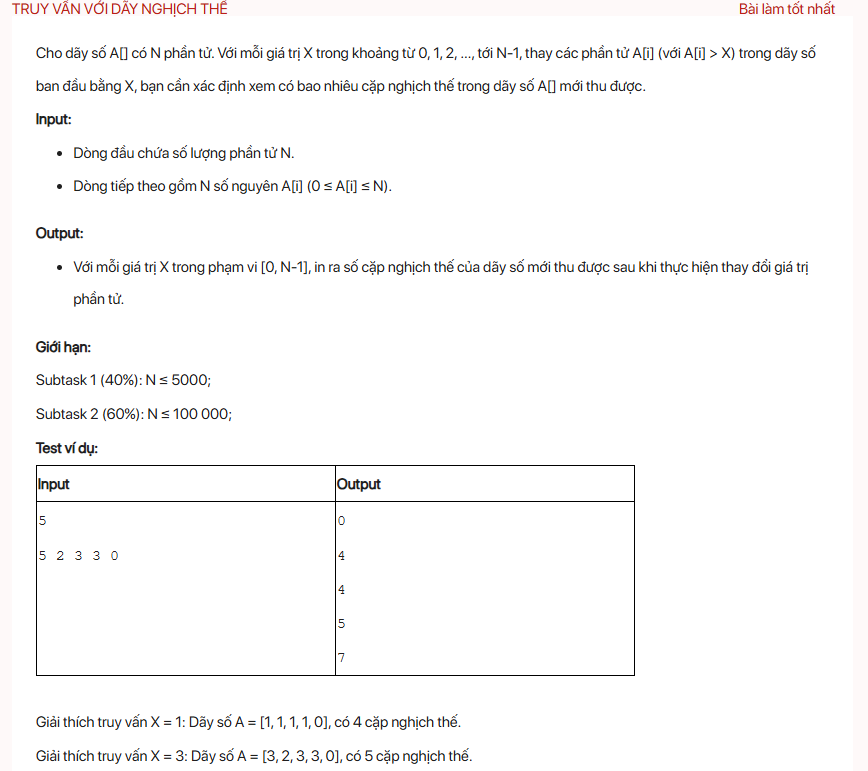 TRUY VẤN VỚI DÃY NGHỊCH THẾ
Bài làm tốt nhất
Cho dãy số A[] có N phần tử. Với mỗi giá trị X trong khoảng từ 0, 1, 2, ..., tới N-1, thay các phần tử A[i] (với A[i] > X) trong dãy số
ban đầu bằng X, bạn cần xác định xem có bao nhiêu cặp nghịch thế trong dãy số A[] mới thu được.
Input:
• Dòng đầu chứa số lượng phần tử N.
• Dòng tiếp theo gồm N số nguyên A[i] (0 ≤ A[i] ≤ N).
Output:
• Với mỗi giá trị X trong phạm vi [0, N-1], in ra số cặp nghịch thế của dãy số mới thu được sau khi thực hiện thay đổi giá trị
phần tử.
Giới hạn:
Subtask 1 (40%): N ≤ 5000;
Subtask 2 (60%): N ≤ 100 000;
Test ví dụ:
Input Output
5 0
5 2 3 3 0 4
4
5
7
Giải thích truy vấn X = 1: Dãy số A = [1, 1, 1, 1, 0], có 4 cặp nghịch thế.
Giải thích truy vấn X = 3: Dãy số A = [3, 2, 3, 3, 0], có 5 cặp nghịch thế.